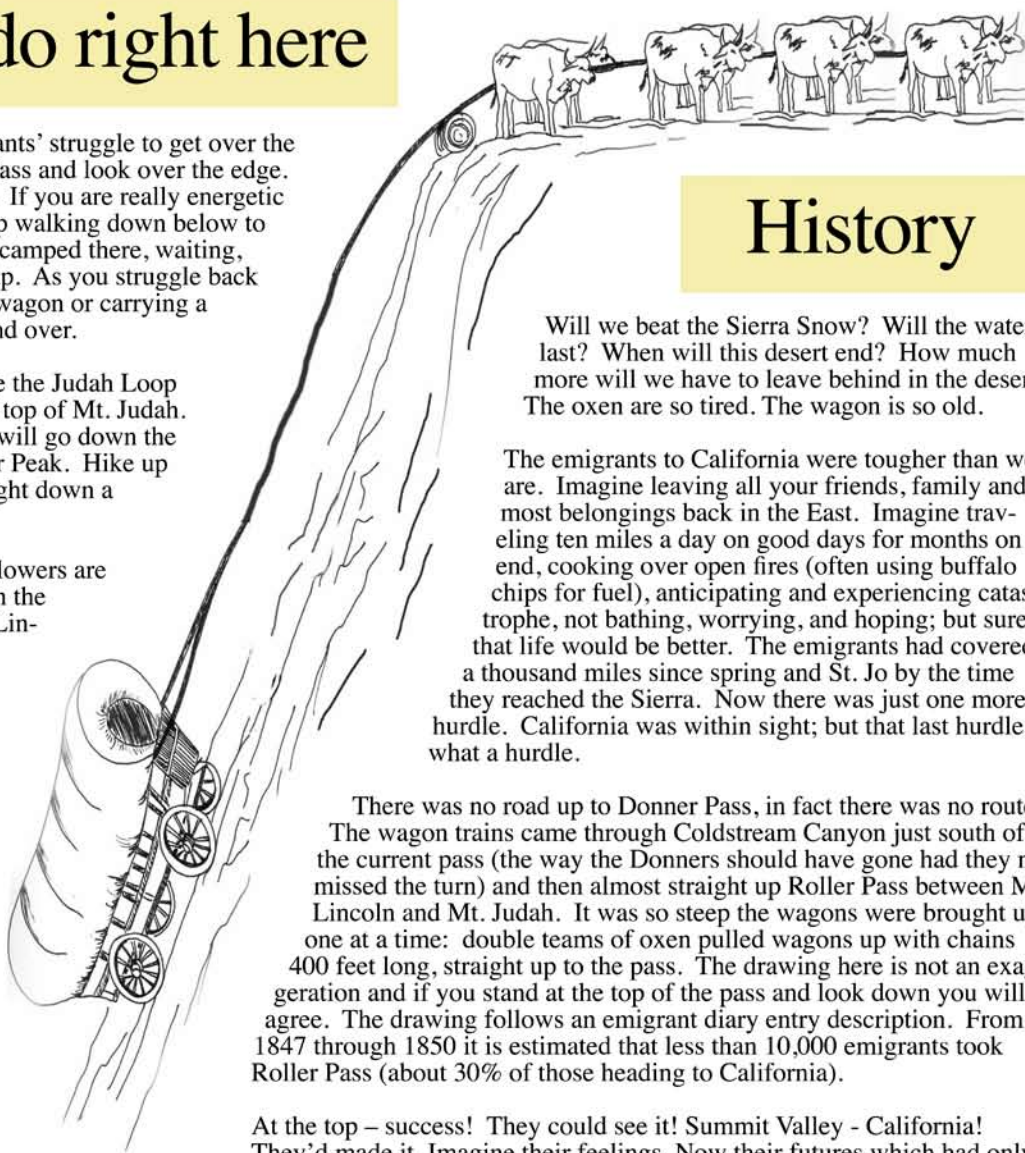 do right here
ants' struggle to get over the
ass and look over the edge.
If you are really energetic
p walking down below to
camped there, waiting,
p. As you struggle back
wagon or carrying a
nd over.
e the Judah Loop
top of Mt. Judah.
will go down the
r Peak. Hike up
ght down a
lowers are
n the
Lin-
History
Will we beat the Sierra Snow? Will the wate
last? When will this desert end? How much
more will we have to leave behind in the deser
The oxen are so tired. The wagon is so old.
The emigrants to California were tougher than w
are. Imagine leaving all your friends, family and
most belongings back in the East. Imagine trav-
eling ten miles a day on good days for months on
end, cooking over open fires (often using buffalo
chips for fuel), anticipating and experiencing catas
trophe, not bathing, worrying, and hoping; but sure
that life would be better. The emigrants had covered
a thousand miles since spring and St. Jo by the time
they reached the Sierra. Now there was just one more
hurdle. California was within sight; but that last hurdle
what a hurdle.
There was no road up to Donner Pass, in fact there was no rout
The wagon trains came through Coldstream Canyon just south of
the current pass (the way the Donners should have gone had they n
missed the turn) and then almost straight up Roller Pass between M
Lincoln and Mt. Judah. It was so steep the wagons were brought u
one at a time: double teams of oxen pulled wagons up with chains
400 feet long, straight up to the pass. The drawing here is not an exa
geration and if you stand at the top of the pass and look down you will
agree. The drawing follows an emigrant diary entry description. From
1847 through 1850 it is estimated that less than 10,000 emigrants took
Roller Pass (about 30% of those heading to California).
At the top – success! They could see it! Summit Valley - California!
They'd made it. Imagine their feelings. Now their futures which had only